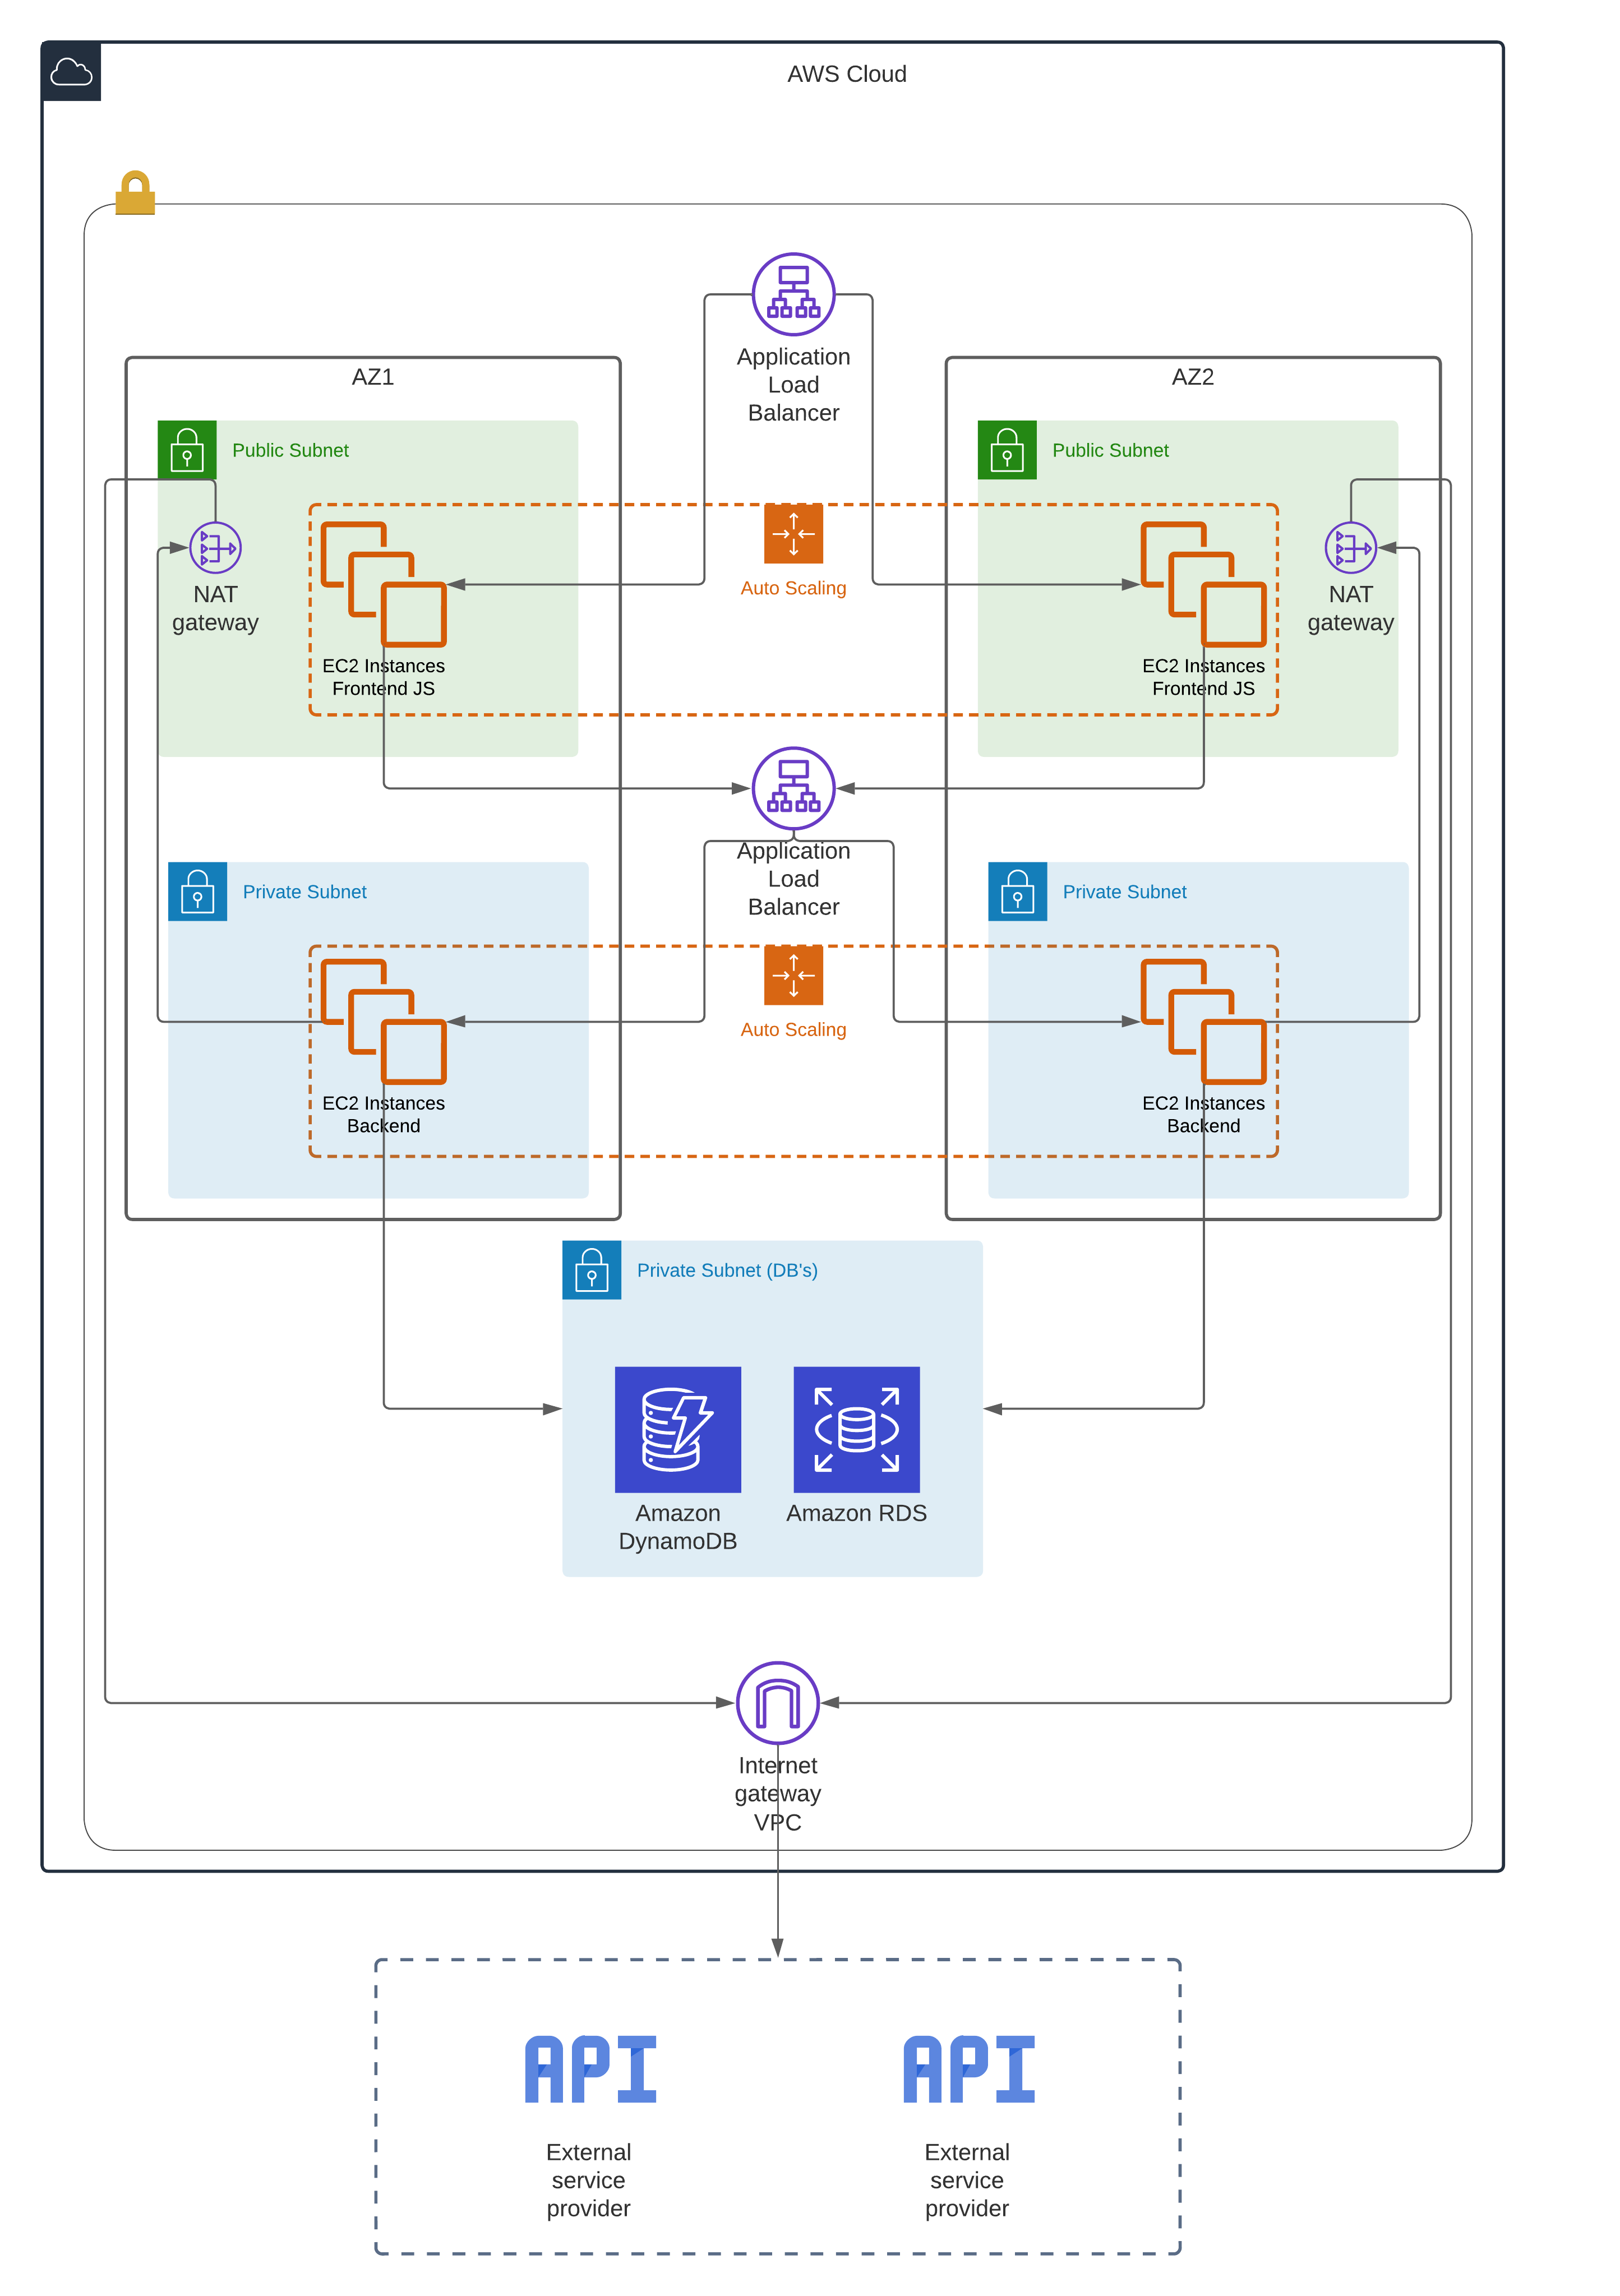 AWS Cloud
Application
Load
Balancer
AZ1
AZ2
Public Subnet
Public Subnet
NAT
gateway
Auto Scaling
NAT
gateway
EC2 Instances
Frontend JS
EC2 Instances
Frontend JS
Application
Load
Balancer
Private Subnet
Private Subnet
Auto Scaling
EC2 Instances
Backend
EC2 Instances
Backend
Private Subnet (DB's)
Amazon
DynamoDB
Amazon RDS
Internet
gateway
VPC
API
External
service
provider
API
External
service
provider